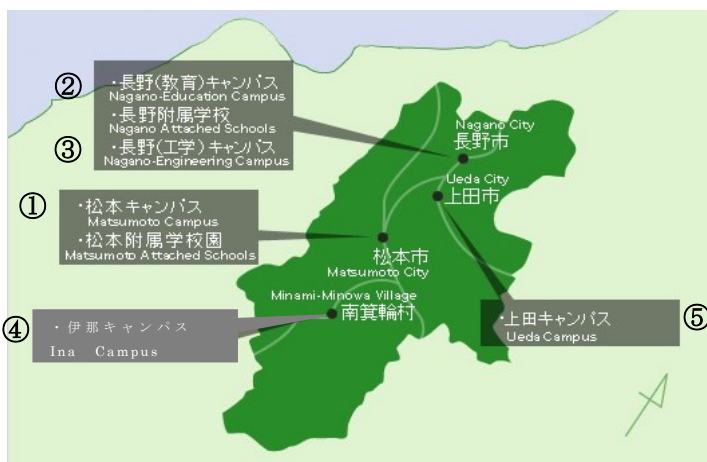 ②
・長野(教育)キャンパス
Nagano-Education Campus
・長野附属学校
Nagano Attached Schools
③
・長野(工学)キャンパス
Nagano-Engineering Campus
Nagano City
長野市
Ueda City
上田市
①
・松本キャンパス
Matsumoto Campus
・松本附属学校園
Matsumoto Attached Schools
松本市
Matsumoto City
Minami-Minowa Village
南箕輪村
④
・伊那キャンパス
Ina Campus
・上田キャンパス
Ueda Campus
⑤